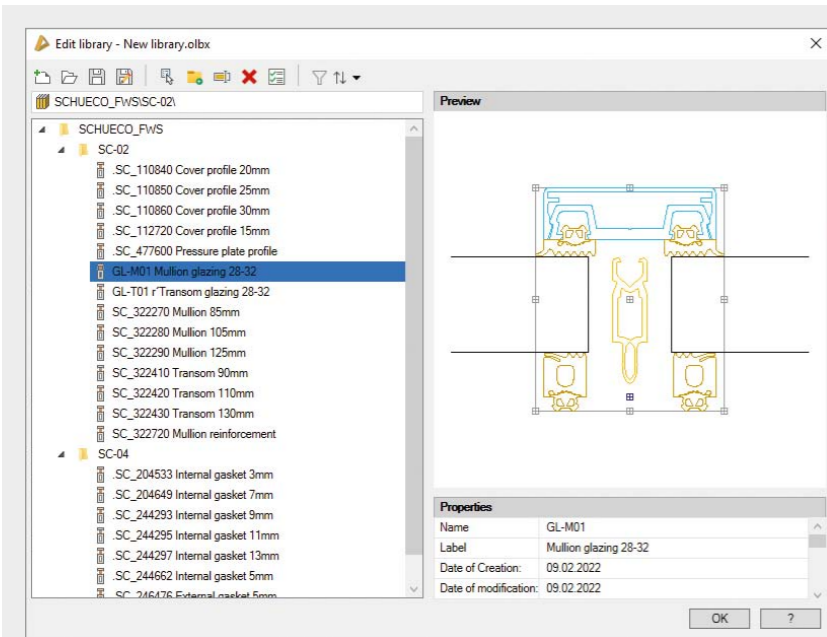 Edit library - New library.olbx
SCHUECO_FWS\SC-02\
SCHUECO_FWS
SC-02
.SC_110840 Cover profile 20mm
.SC_110850 Cover profile 25mm
.SC_110860 Cover profile 30mm
.SC_112720 Cover profile 15mm
.SC_477600 Pressure plate profile
GL-M01 Mullion glazing 28-32
GL-T01 r'Transom glazing 28-32
SC_322270 Mullion 85mm
SC_322280 Mullion 105mm
SC_322290 Mullion 125mm
SC_322410 Transom 90mm
SC_322420 Transom 110mm
SC_322430 Transom 130mm
SC_322720 Mullion reinforcement
SC-04
.SC_204533 Internal gasket 3mm
.SC_204649 Internal gasket 7mm
.SC_244293 Internal gasket 9mm
.SC_244295 Internal gasket 11mm
.SC_244297 Internal gasket 13mm
.SC_244662 Internal gasket 5mm
.SC_246476 External gasket 5mm
Preview
Properties
Name GL-M01
Label Mullion glazing 28-32
Date of Creation: 09.02.2022
Date of modification: 09.02.2022
OK ?